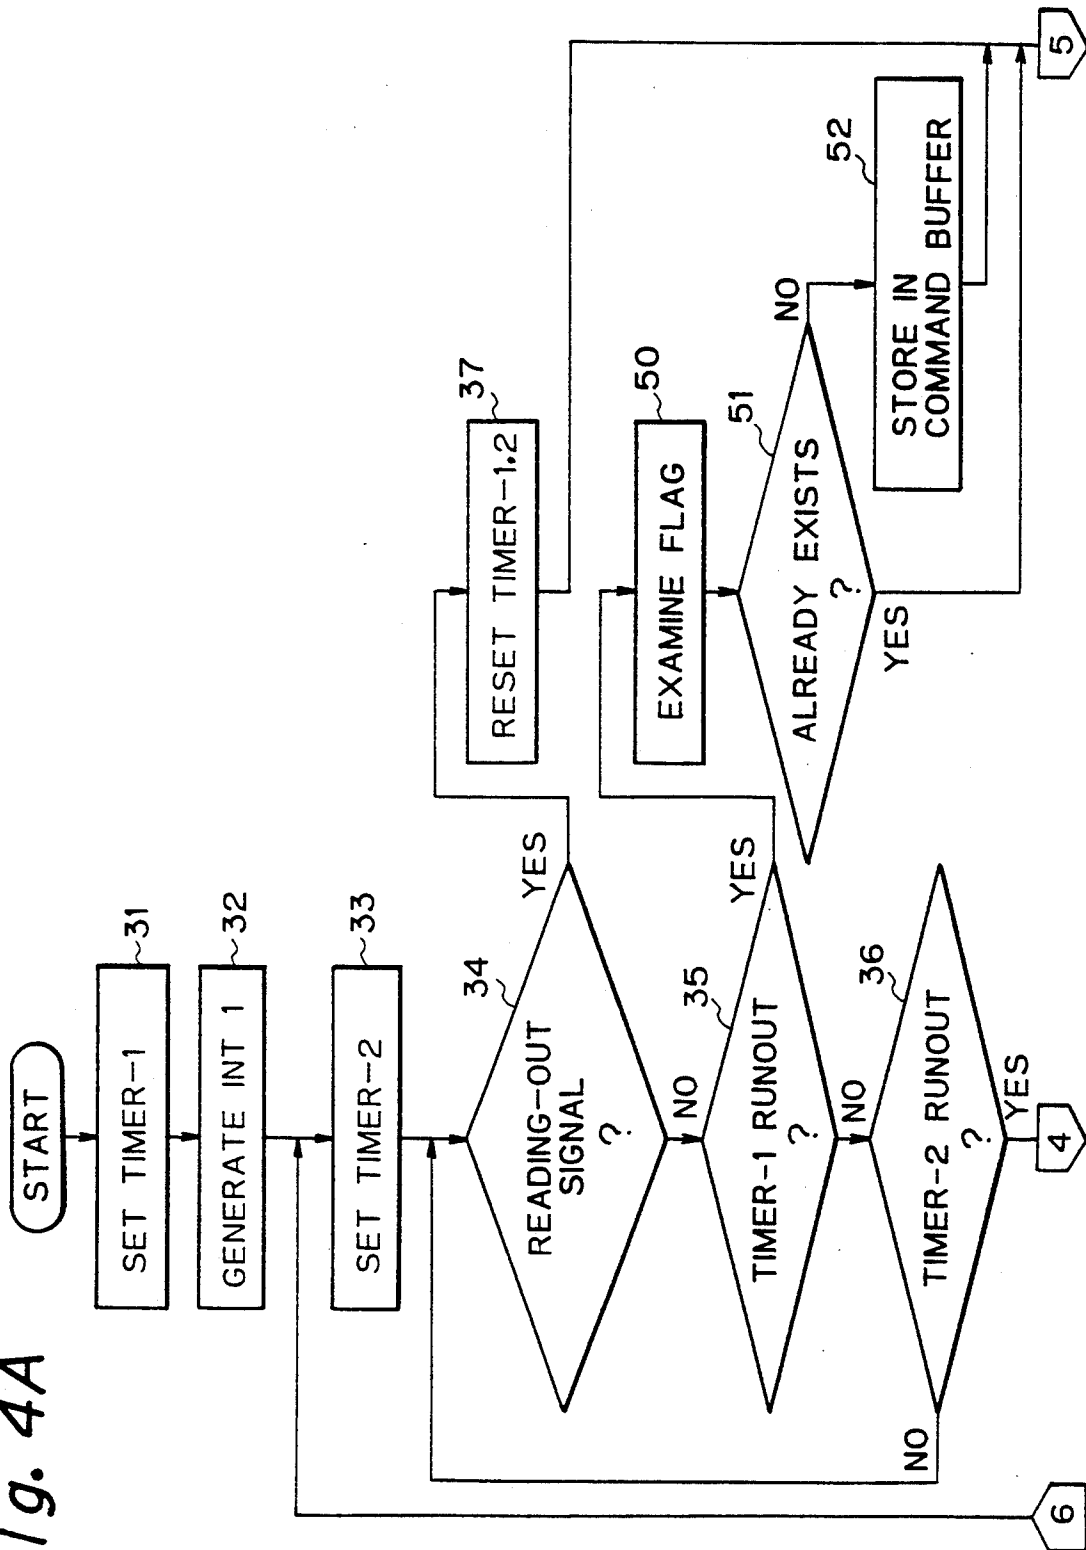 ig. 4A
START
SET TIMER-1
31
GENERATE INT 1
32
SET TIMER-2
33
READING-OUT
SIGNAL
?
34
YES
NO
RESET TIMER-1.2
37
TIMER-1 RUNOUT
?
35
YES
NO
EXAMINE FLAG
50
ALREADY EXISTS
?
51
NO
YES
STORE IN
COMMAND BUFFER
52
TIMER-2 RUNOUT
?
36
NO
YES
6
4
5